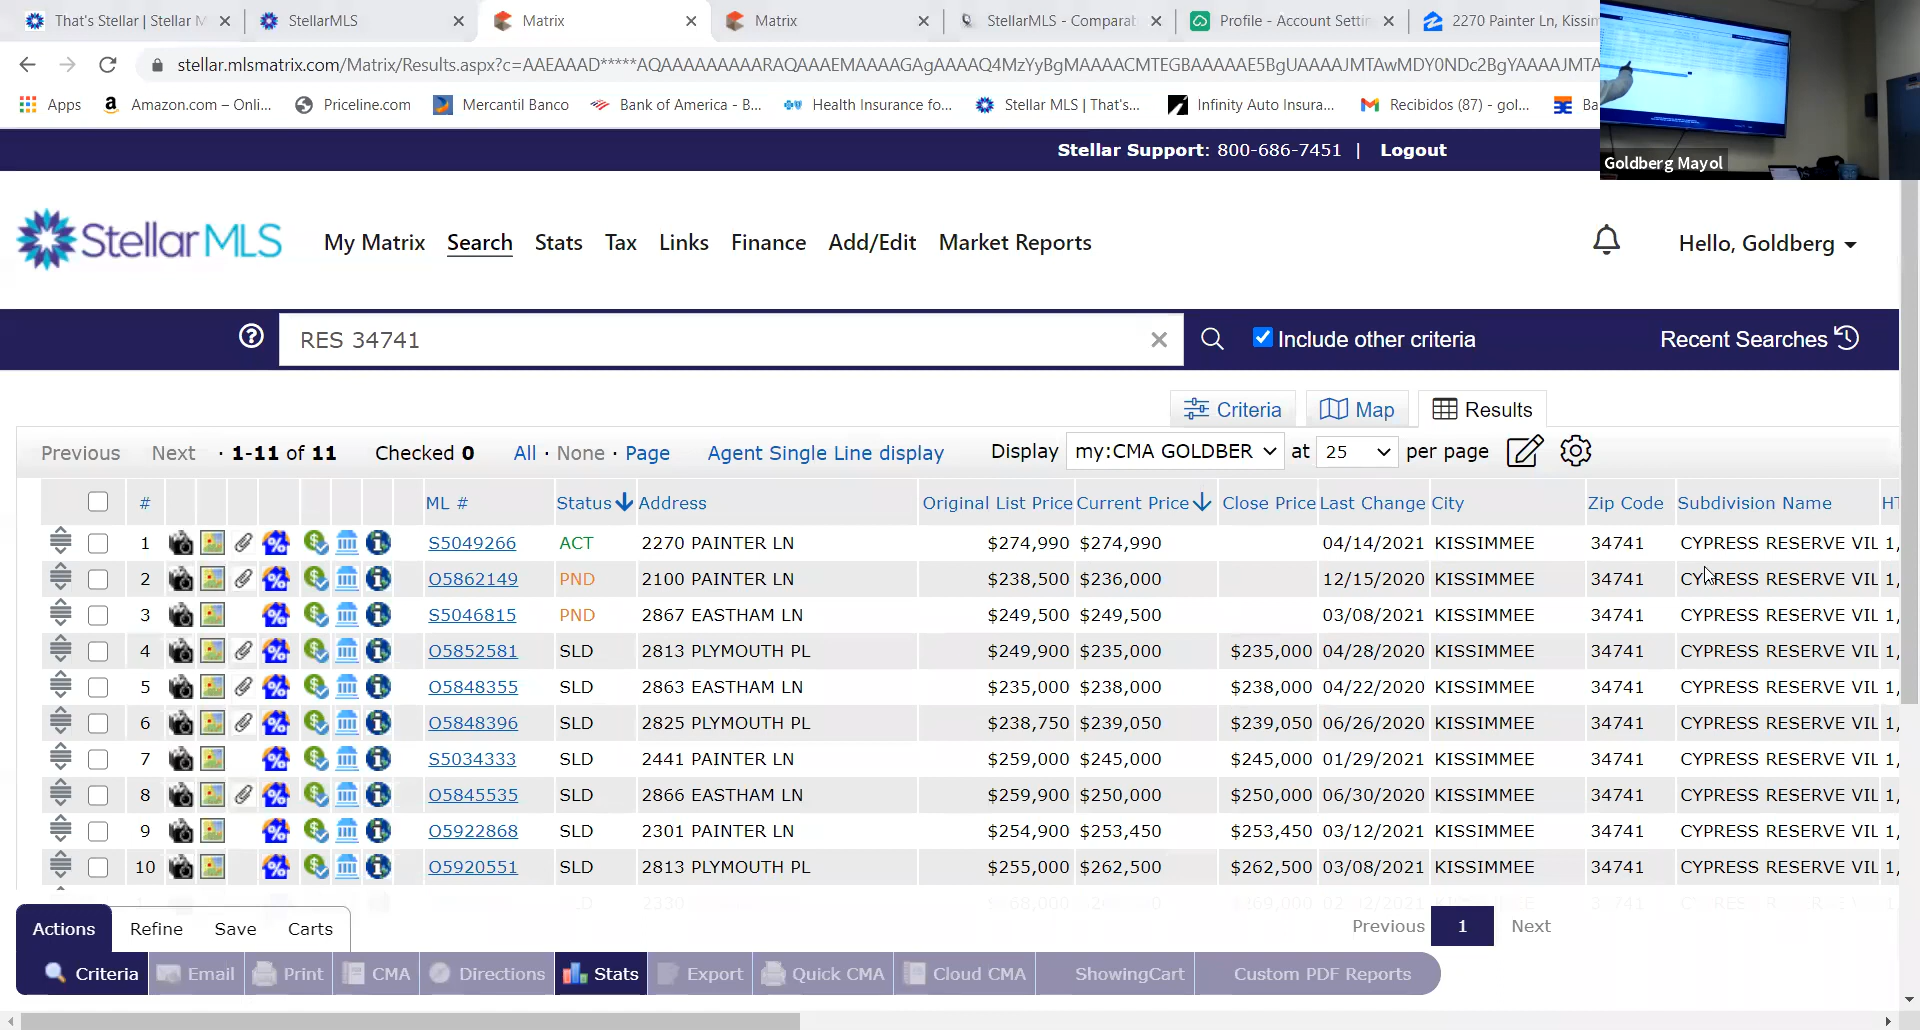 That's Stellar | Stellar M
StellarMLS
Matrix
Matrix
StellarMLS - Comparab
Profile - Account Settin
2270 Painter Ln, Kissin
stellar.mlsmatrix.com/Matrix/Results.aspx?c=AAEAAAD*****AQAAAAAAAAARAQAAAEMAAAAGAgAAAAQ4MzYyBgMAAAACMTEGBAAAAAE5BgUAAAAJMTAwMDY0NDc2BgYAAAAJMTA
Apps
Amazon.com – Onli...
Priceline.com
Mercantil Banco
Bank of America - B...
Health Insurance fo...
Stellar MLS | That's...
Infinity Auto Insura...
Recibidos (87) - gol...
Ba
Goldberg Mayol
Stellar Support: 800-686-7451 | Logout
StellarMLS
My Matrix Search Stats Tax Links Finance Add/Edit Market Reports
Hello, Goldberg
RES 34741
Include other criteria
Recent Searches
Criteria Map Results
Previous Next · 1-11 of 11 Checked 0 All · None · Page Agent Single Line display Display my:CMA GOLDBER at 25 per page
# ML # Status Address Original List Price Current Price Close Price Last Change City Zip Code Subdivision Name HT
1 S5049266 ACT 2270 PAINTER LN $274,990 $274,990 04/14/2021 KISSIMMEE 34741 CYPRESS RESERVE VIL 1,
2 O5862149 PND 2100 PAINTER LN $238,500 $236,000 12/15/2020 KISSIMMEE 34741 CYPRESS RESERVE VIL 1,
3 S5046815 PND 2867 EASTHAM LN $249,500 $249,500 03/08/2021 KISSIMMEE 34741 CYPRESS RESERVE VIL 1,
4 O5852581 SLD 2813 PLYMOUTH PL $249,900 $235,000 $235,000 04/28/2020 KISSIMMEE 34741 CYPRESS RESERVE VIL 1,
5 O5848355 SLD 2863 EASTHAM LN $235,000 $238,000 $238,000 04/22/2020 KISSIMMEE 34741 CYPRESS RESERVE VIL 1,
6 O5848396 SLD 2825 PLYMOUTH PL $238,750 $239,050 $239,050 06/26/2020 KISSIMMEE 34741 CYPRESS RESERVE VIL 1,
7 S5034333 SLD 2441 PAINTER LN $259,000 $245,000 $245,000 01/29/2021 KISSIMMEE 34741 CYPRESS RESERVE VIL 1,
8 O5845535 SLD 2866 EASTHAM LN $259,900 $250,000 $250,000 06/30/2020 KISSIMMEE 34741 CYPRESS RESERVE VIL 1,
9 O5922868 SLD 2301 PAINTER LN $254,900 $253,450 $253,450 03/12/2021 KISSIMMEE 34741 CYPRESS RESERVE VIL 1,
10 O5920551 SLD 2813 PLYMOUTH PL $255,000 $262,500 $262,500 03/08/2021 KISSIMMEE 34741 CYPRESS RESERVE VIL 1,
Actions Refine Save Carts
Previous 1 Next
Criteria Email Print CMA Directions Stats Export Quick CMA Cloud CMA ShowingCart Custom PDF Reports